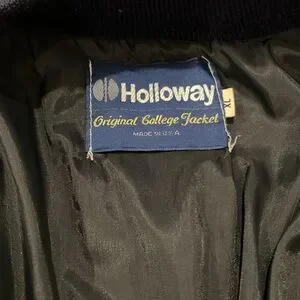 Holloway
XL
Original College Jacket
MADE IN U.S.A.